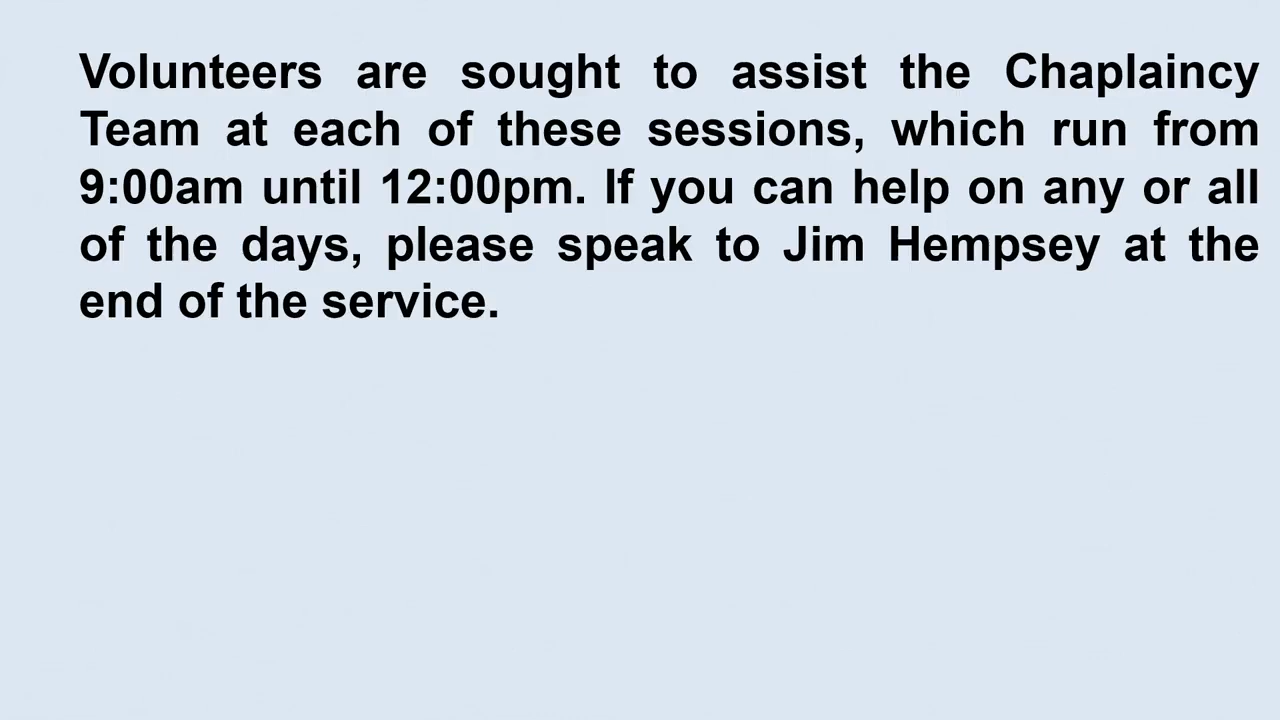 Volunteers are sought to assist the Chaplaincy
Team at each of these sessions, which run from
9:00am until 12:00pm. If you can help on any or all
of the days, please speak to Jim Hempsey at the
end of the service.